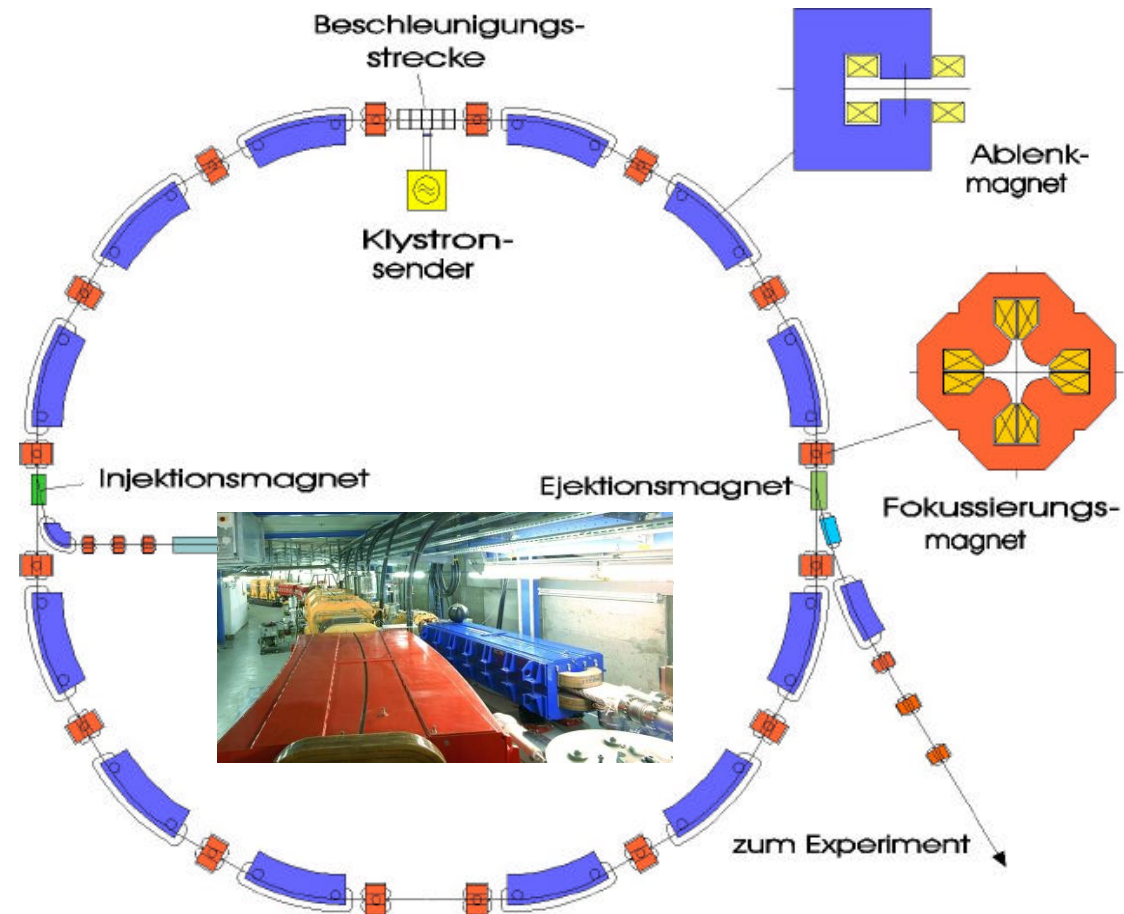 Beschleunigungs-
strecke
Klystron-
sender
Ablenk-
magnet
Injektionsmagnet
Ejektionsmagnet
Fokussierungs-
magnet
zum Experiment